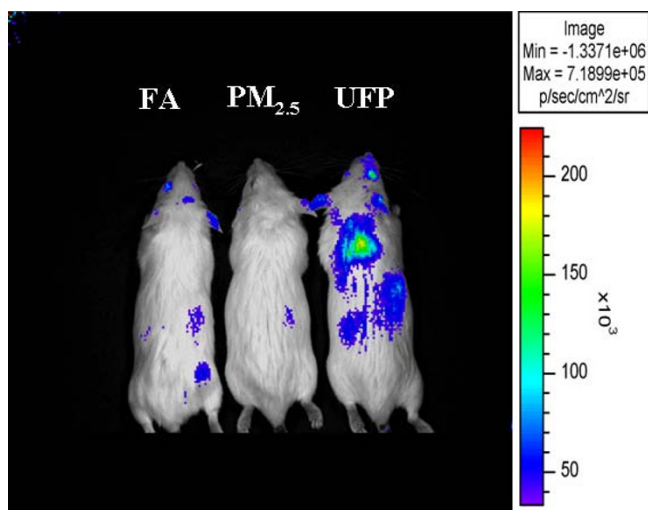 FA PM2.5 UFP
Image
Min = -1.3371e+06
Max = 7.1899e+05
p/sec/cm^2/sr
200
150
100
50
×10³